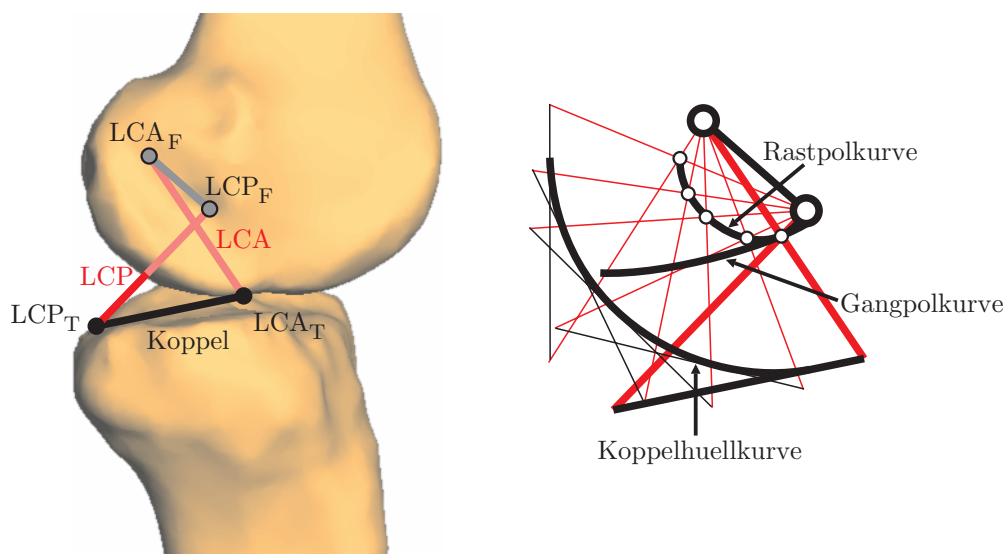 LCA_F
LCP_F
LCA
LCP
LCP_T
LCA_T
Koppel
Rastpolkurve
Gangpolkurve
Koppelhuellkurve